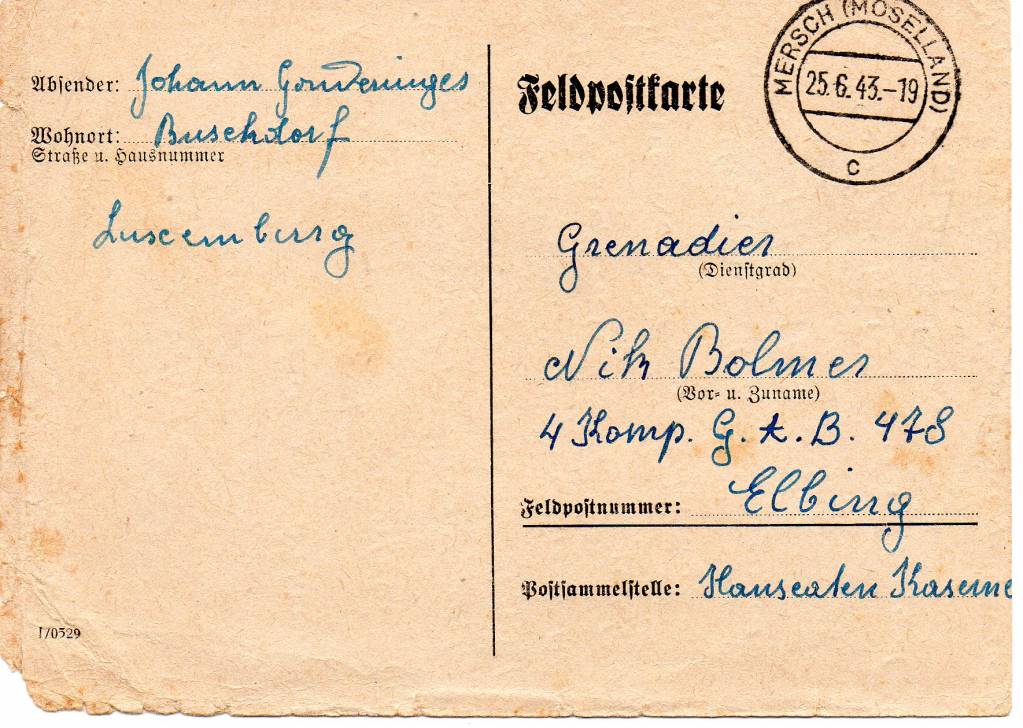 Absender: Johann Gonderinges
Wohnort: Buschdorf
Straße u. Hausnummer
Luxemburg
I/0529
Feldpostkarte
MERSCH (MOSELLAND)
25.6.43.-19
c
Grenadier
(Dienstgrad)
Nik Bolmer
(Vor- u. Zuname)
4 Komp. G. A. B. 478
Feldpostnummer: Elbing
Postsammelstelle: Hanseaten Kaserne